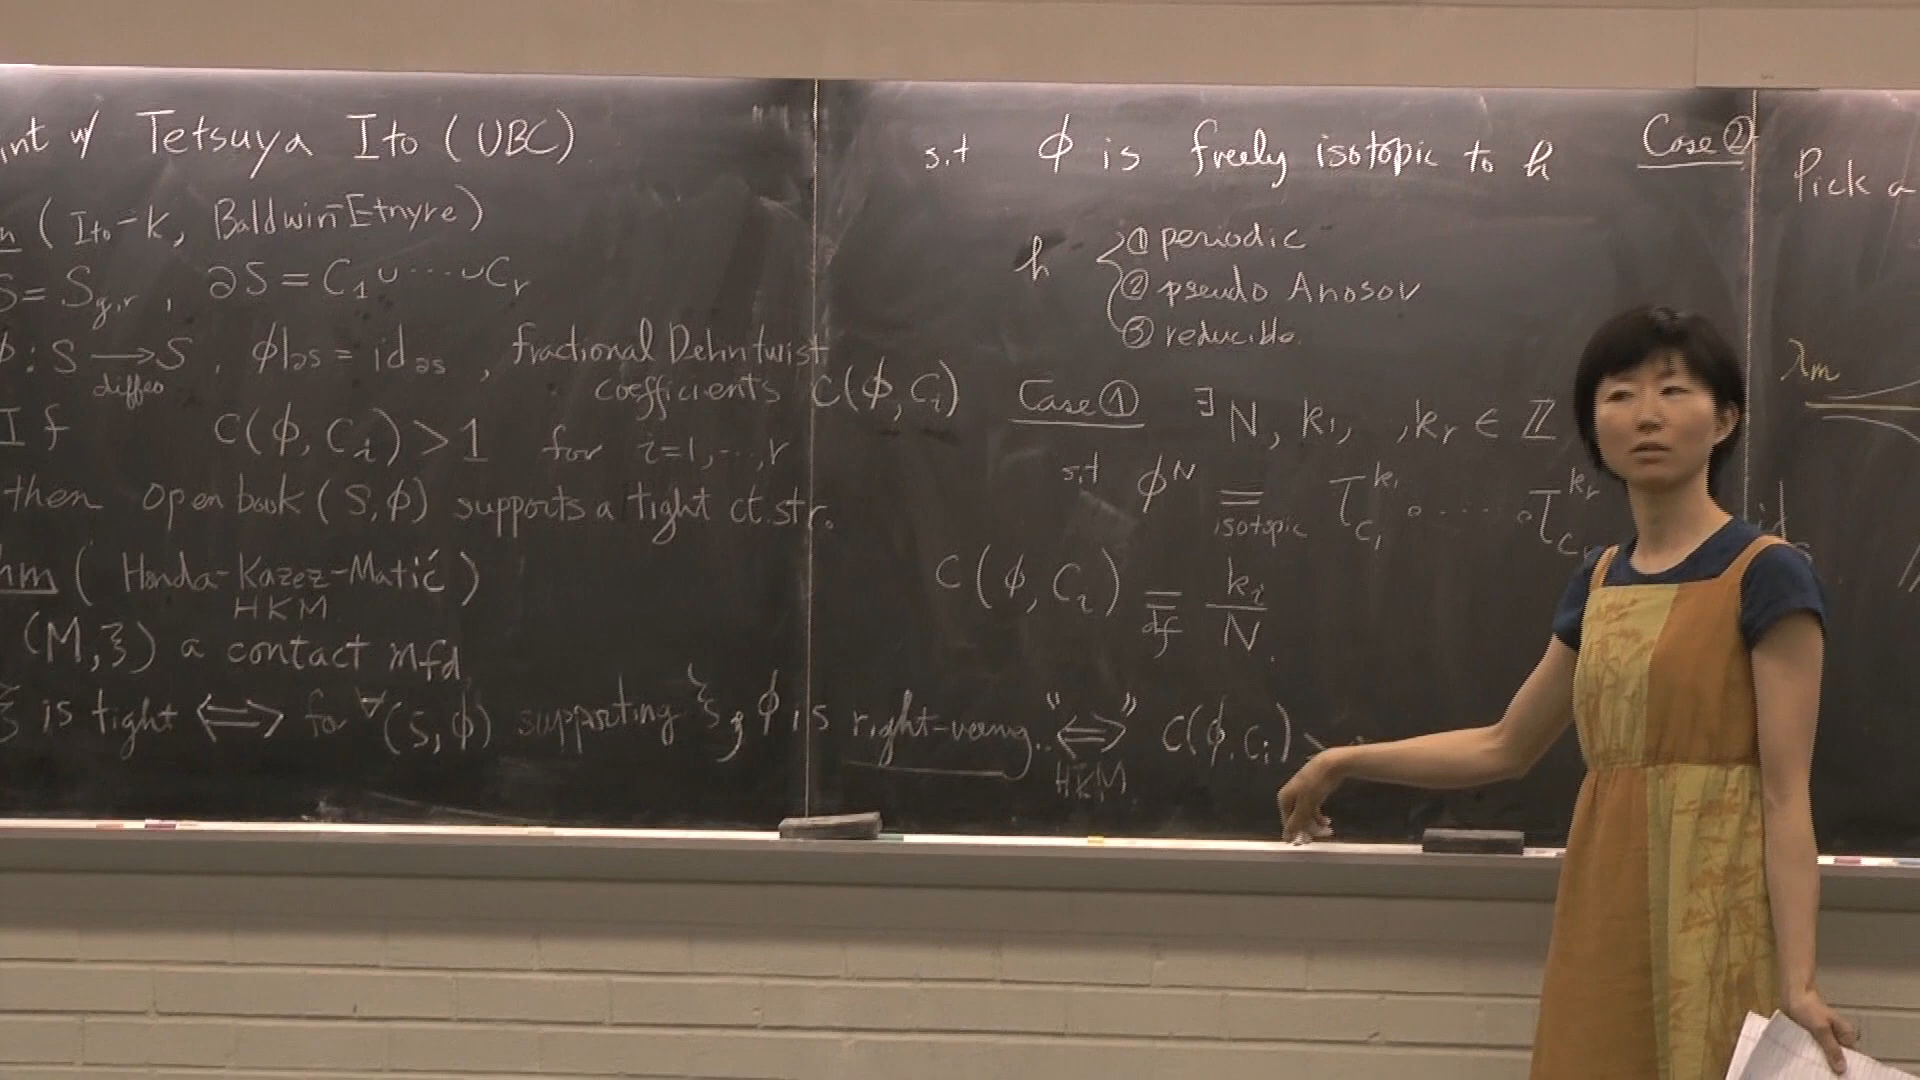 int w/ Tetsuya Ito (UBC)
m (Ito-K, Baldwin-Etnyre)
S = S_{g,r}, ∂S = C_1 ∪ ⋯ ∪ C_r
ϕ : S ⟶ S, ϕ|_{∂S} = id_{∂S}, fractional Dehn twist
diffeo
coefficients C(ϕ, C_i)
If C(ϕ, C_i) > 1 for i=1,⋯,r
then open book (S, ϕ) supports a tight ct. str.
hm (Honda-Kazez-Matić)
HKM
(M, ξ) a contact mfd
ξ is tight ⟺ for ∀(S, ϕ) supporting ξ, ϕ is right-veering. "⟺" C(ϕ, C_i) >
HKM
s.t ϕ is freely isotopic to h
h { ① periodic
② pseudo Anosov
③ reducible.
Case ① ∃ N, k_1, , k_r ∈ ℤ
s.t ϕ^N = T_{C_1}^{k_1} ∘ ⋯ ∘ T_{C}^{k_r}
isotopic
C(ϕ, C_i) = k_i/N.
df
Case ②
Pick a
λ_m